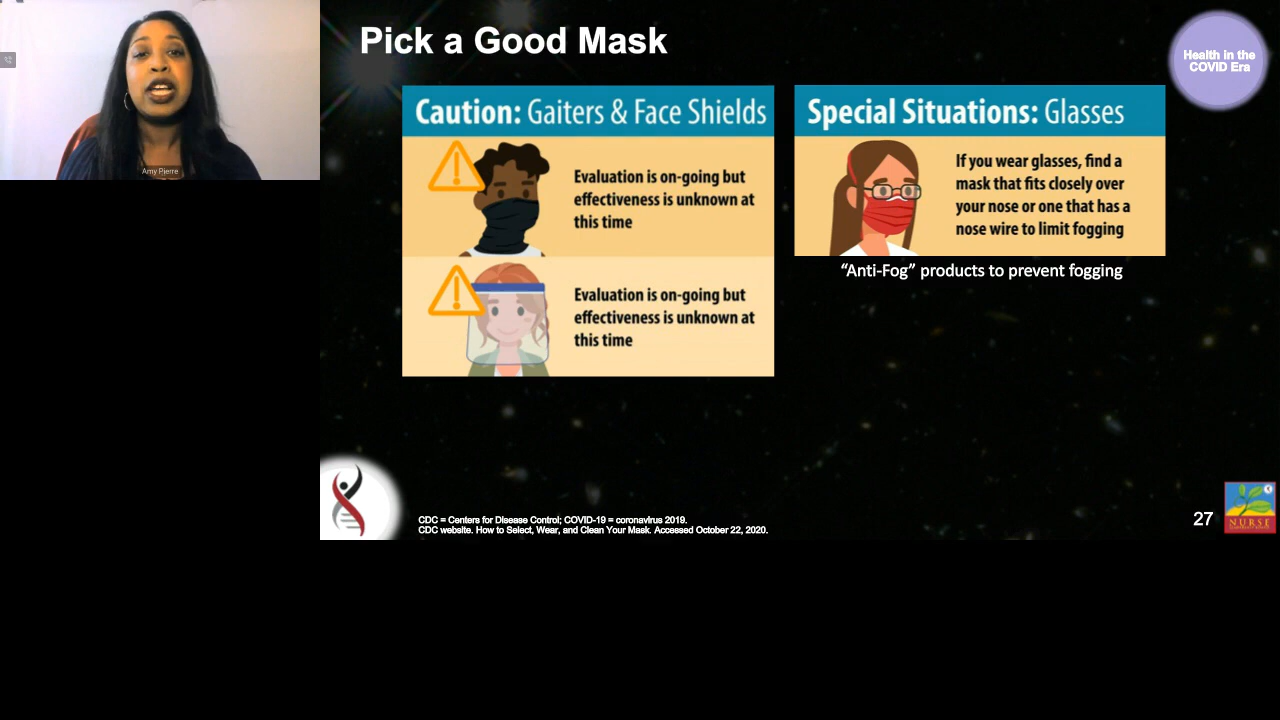 Amy Pierre
Pick a Good Mask
Health in the
COVID Era
Caution: Gaiters & Face Shields
Evaluation is on-going but
effectiveness is unknown at
this time
Evaluation is on-going but
effectiveness is unknown at
this time
Special Situations: Glasses
If you wear glasses, find a
mask that fits closely over
your nose or one that has a
nose wire to limit fogging
“Anti-Fog” products to prevent fogging
CDC = Centers for Disease Control; COVID-19 = coronavirus 2019.
CDC website. How to Select, Wear, and Clean Your Mask. Accessed October 22, 2020.
27
NURSE